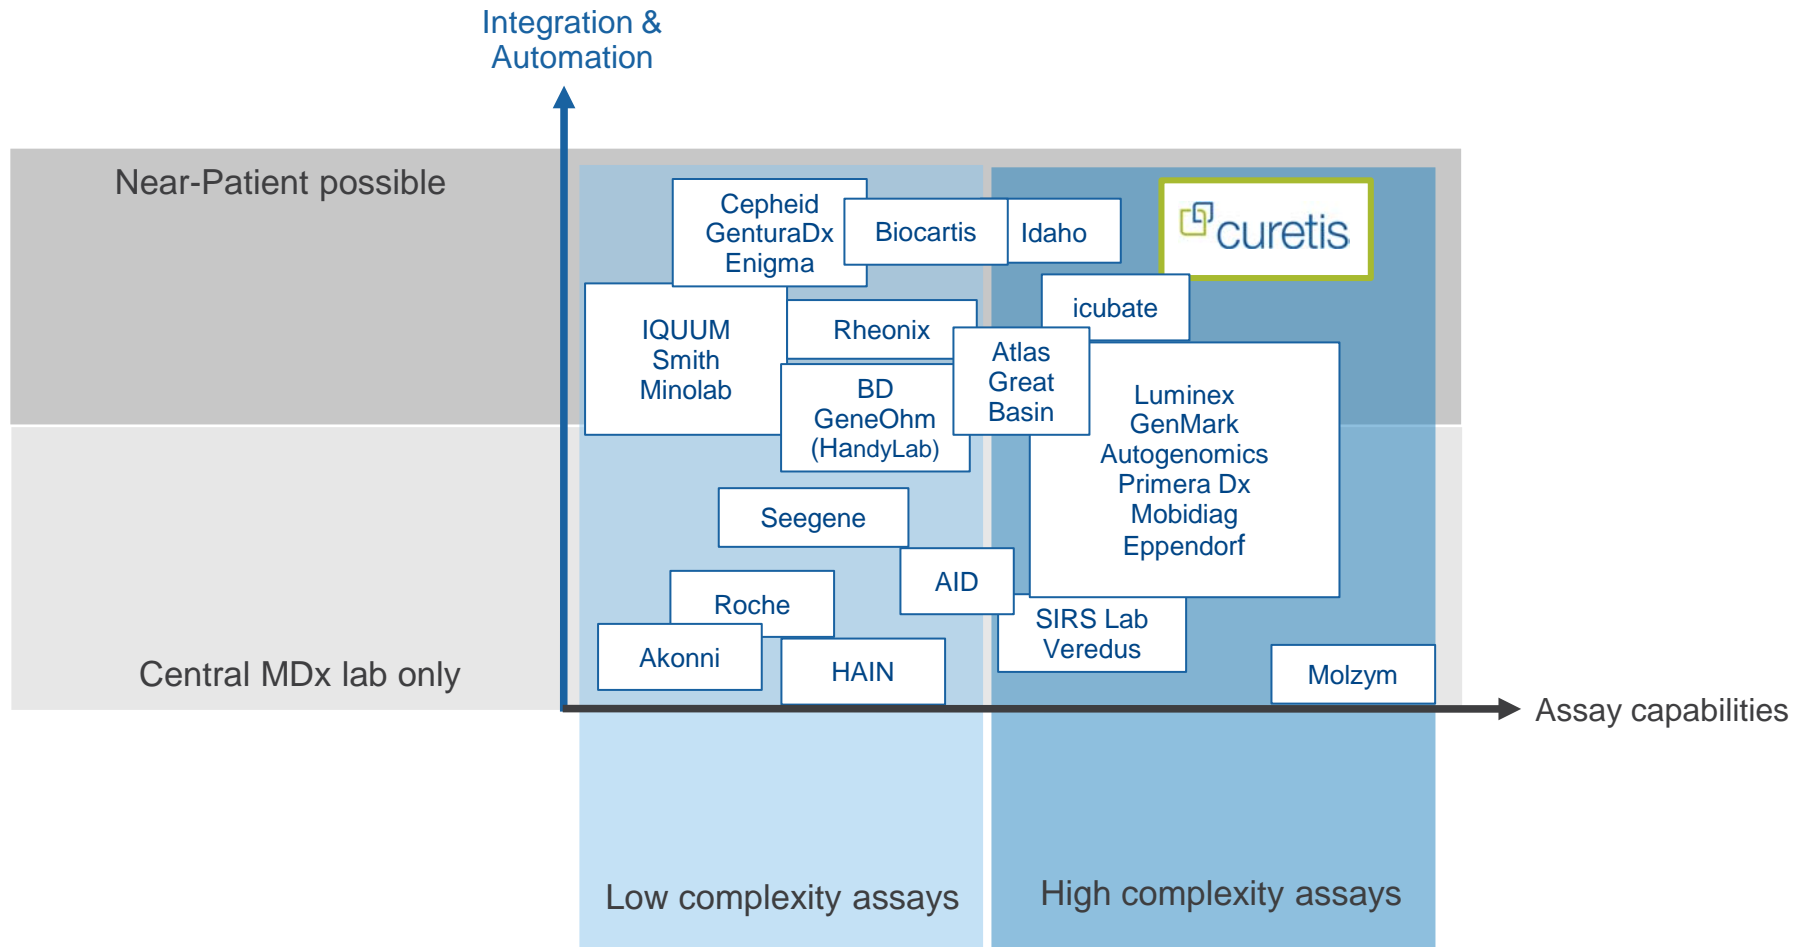 Integration &
Automation
Near-Patient possible
Cepheid
GenturaDx
Enigma
Biocartis
Idaho
curetis
icubate
IQUUM
Smith
Minolab
Rheonix
Atlas
Great
Basin
BD
GeneOhm
(HandyLab)
Luminex
GenMark
Autogenomics
Primera Dx
Mobidiag
Eppendorf
Seegene
AID
Roche
SIRS Lab
Veredus
Akonni
HAIN
Molzym
Central MDx lab only
Assay capabilities
Low complexity assays
High complexity assays